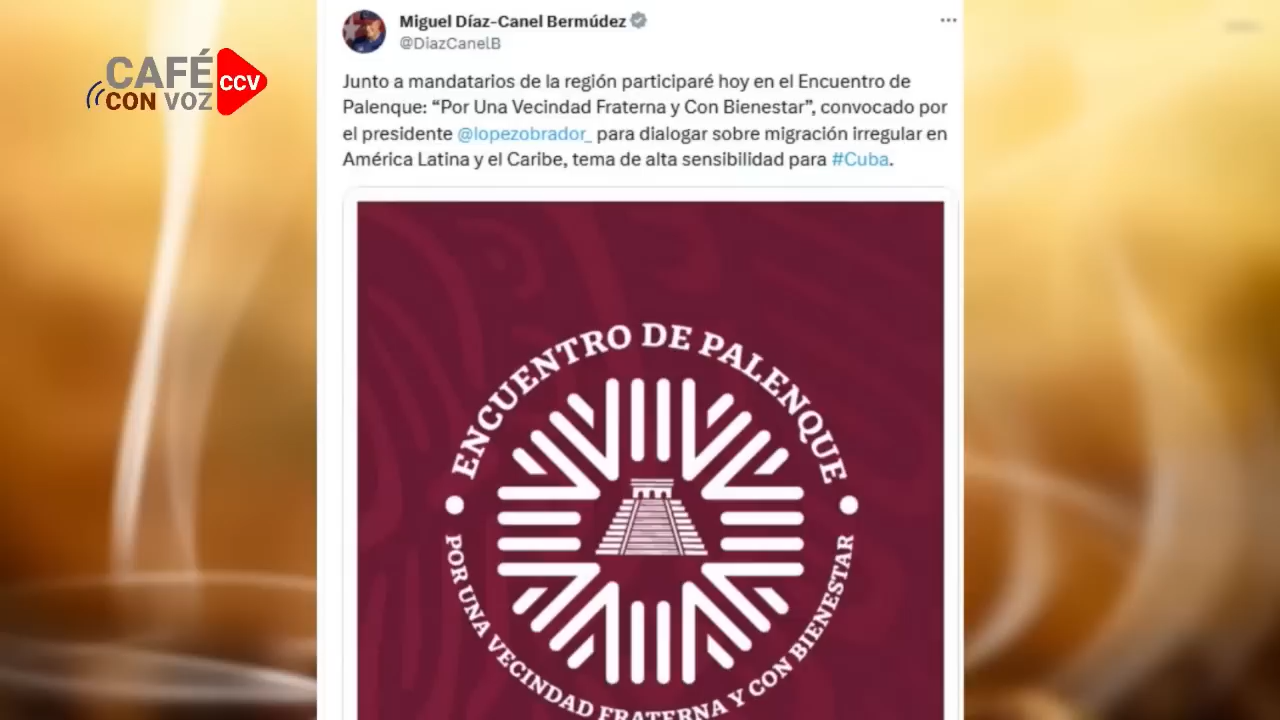 CAFÉ
CON VOZ
CCV
Miguel Díaz-Canel Bermúdez
@DiazCanelB
Junto a mandatarios de la región participaré hoy en el Encuentro de
Palenque: “Por Una Vecindad Fraterna y Con Bienestar”, convocado por
el presidente @lopezobrador_ para dialogar sobre migración irregular en
América Latina y el Caribe, tema de alta sensibilidad para #Cuba.
ENCUENTRO DE PALENQUE
POR UNA VECINDAD FRATERNA Y CON BIENESTAR